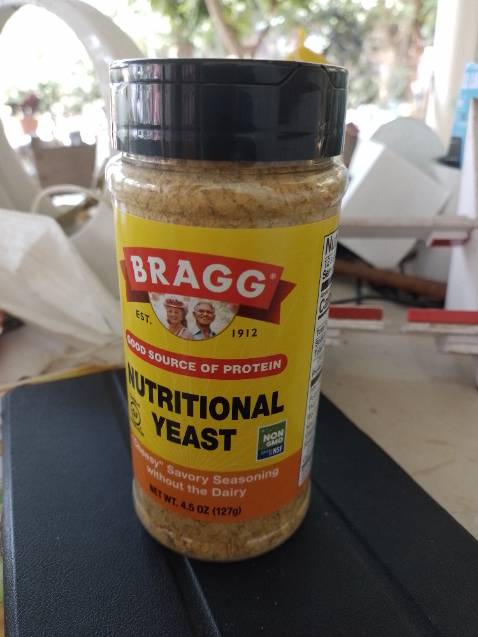 BRAGG®
EST. 1912
GOOD SOURCE OF PROTEIN
NUTRITIONAL
YEAST
NON
GMO
NSF
"Cheesy" Savory Seasoning
without the Dairy
NET WT. 4.5 OZ (127g)